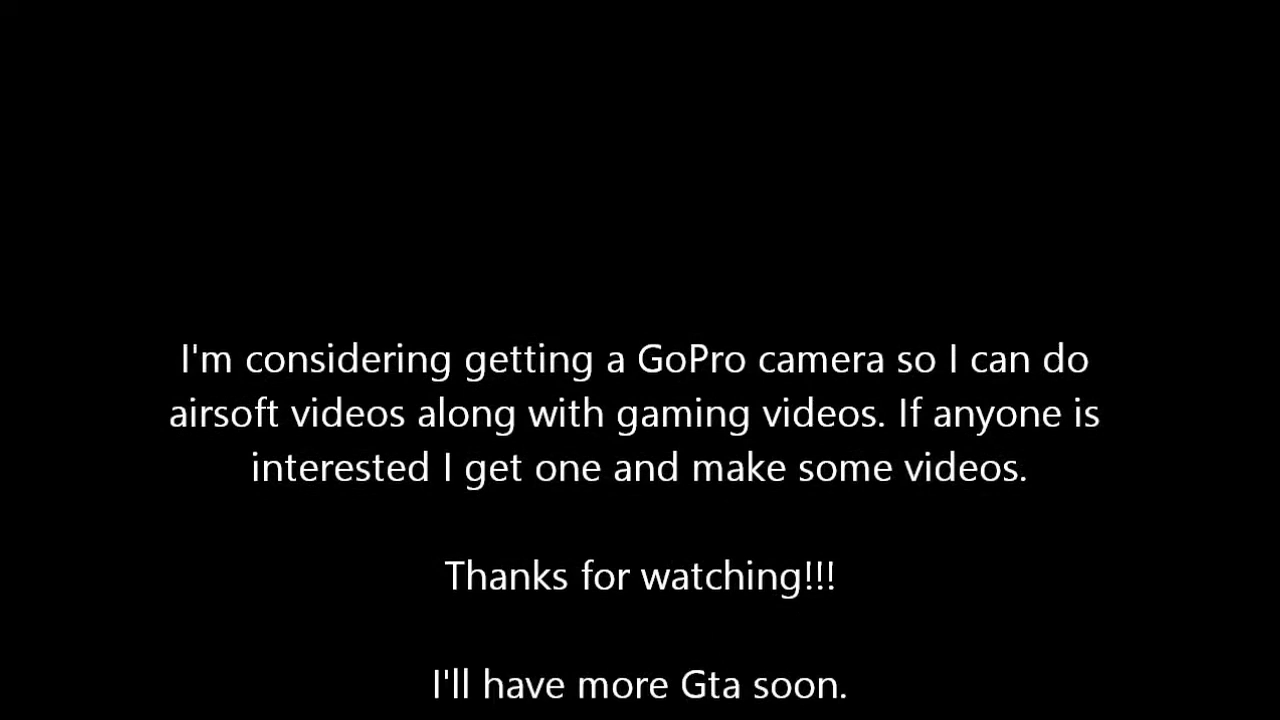 I'm considering getting a GoPro camera so I can do
airsoft videos along with gaming videos. If anyone is
interested I get one and make some videos.
Thanks for watching!!!
I'll have more Gta soon.